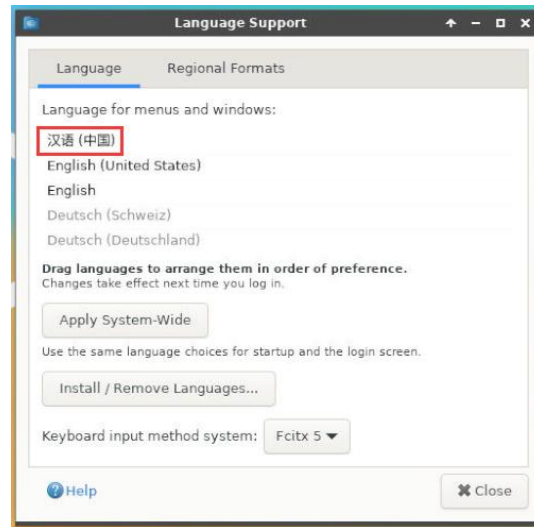 Language Support
Language Regional Formats
Language for menus and windows:
汉语 (中国)
English (United States)
English
Deutsch (Schweiz)
Deutsch (Deutschland)
Drag languages to arrange them in order of preference.
Changes take effect next time you log in.
Apply System-Wide
Use the same language choices for startup and the login screen.
Install / Remove Languages...
Keyboard input method system: Fcitx 5
Help Close